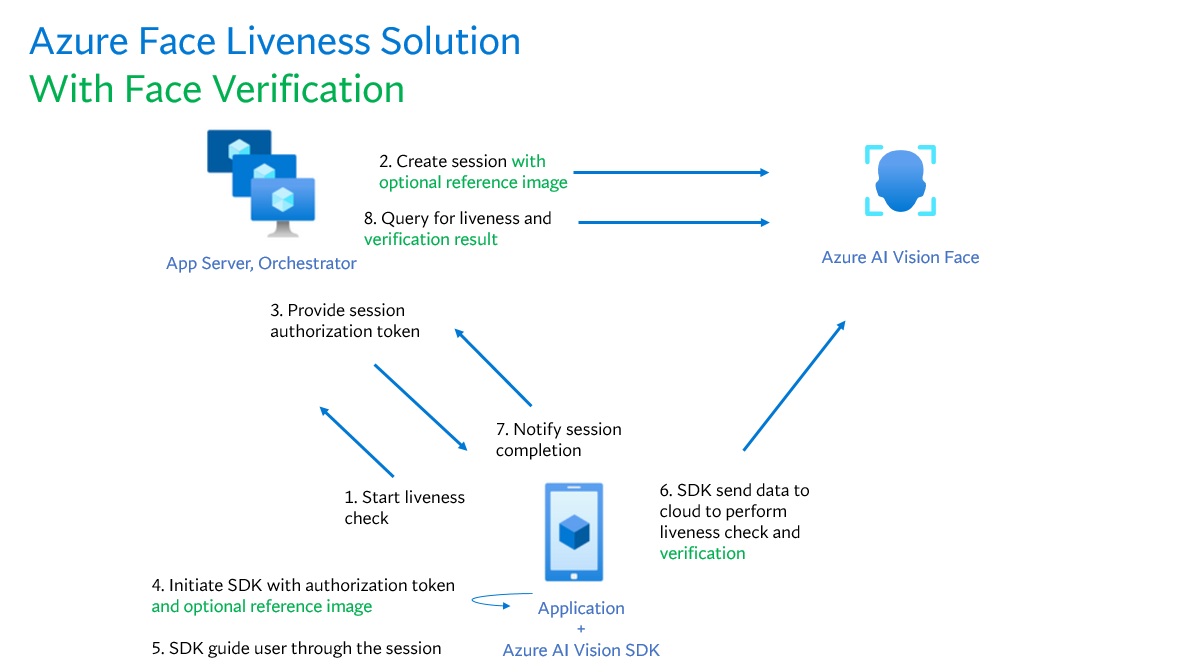 Azure Face Liveness Solution
With Face Verification
2. Create session with
optional reference image
8. Query for liveness and
verification result
App Server, Orchestrator
Azure AI Vision Face
3. Provide session
authorization token
7. Notify session
completion
1. Start liveness
check
6. SDK send data to
cloud to perform
liveness check and
verification
4. Initiate SDK with authorization token
and optional reference image
5. SDK guide user through the session
Application
+
Azure AI Vision SDK